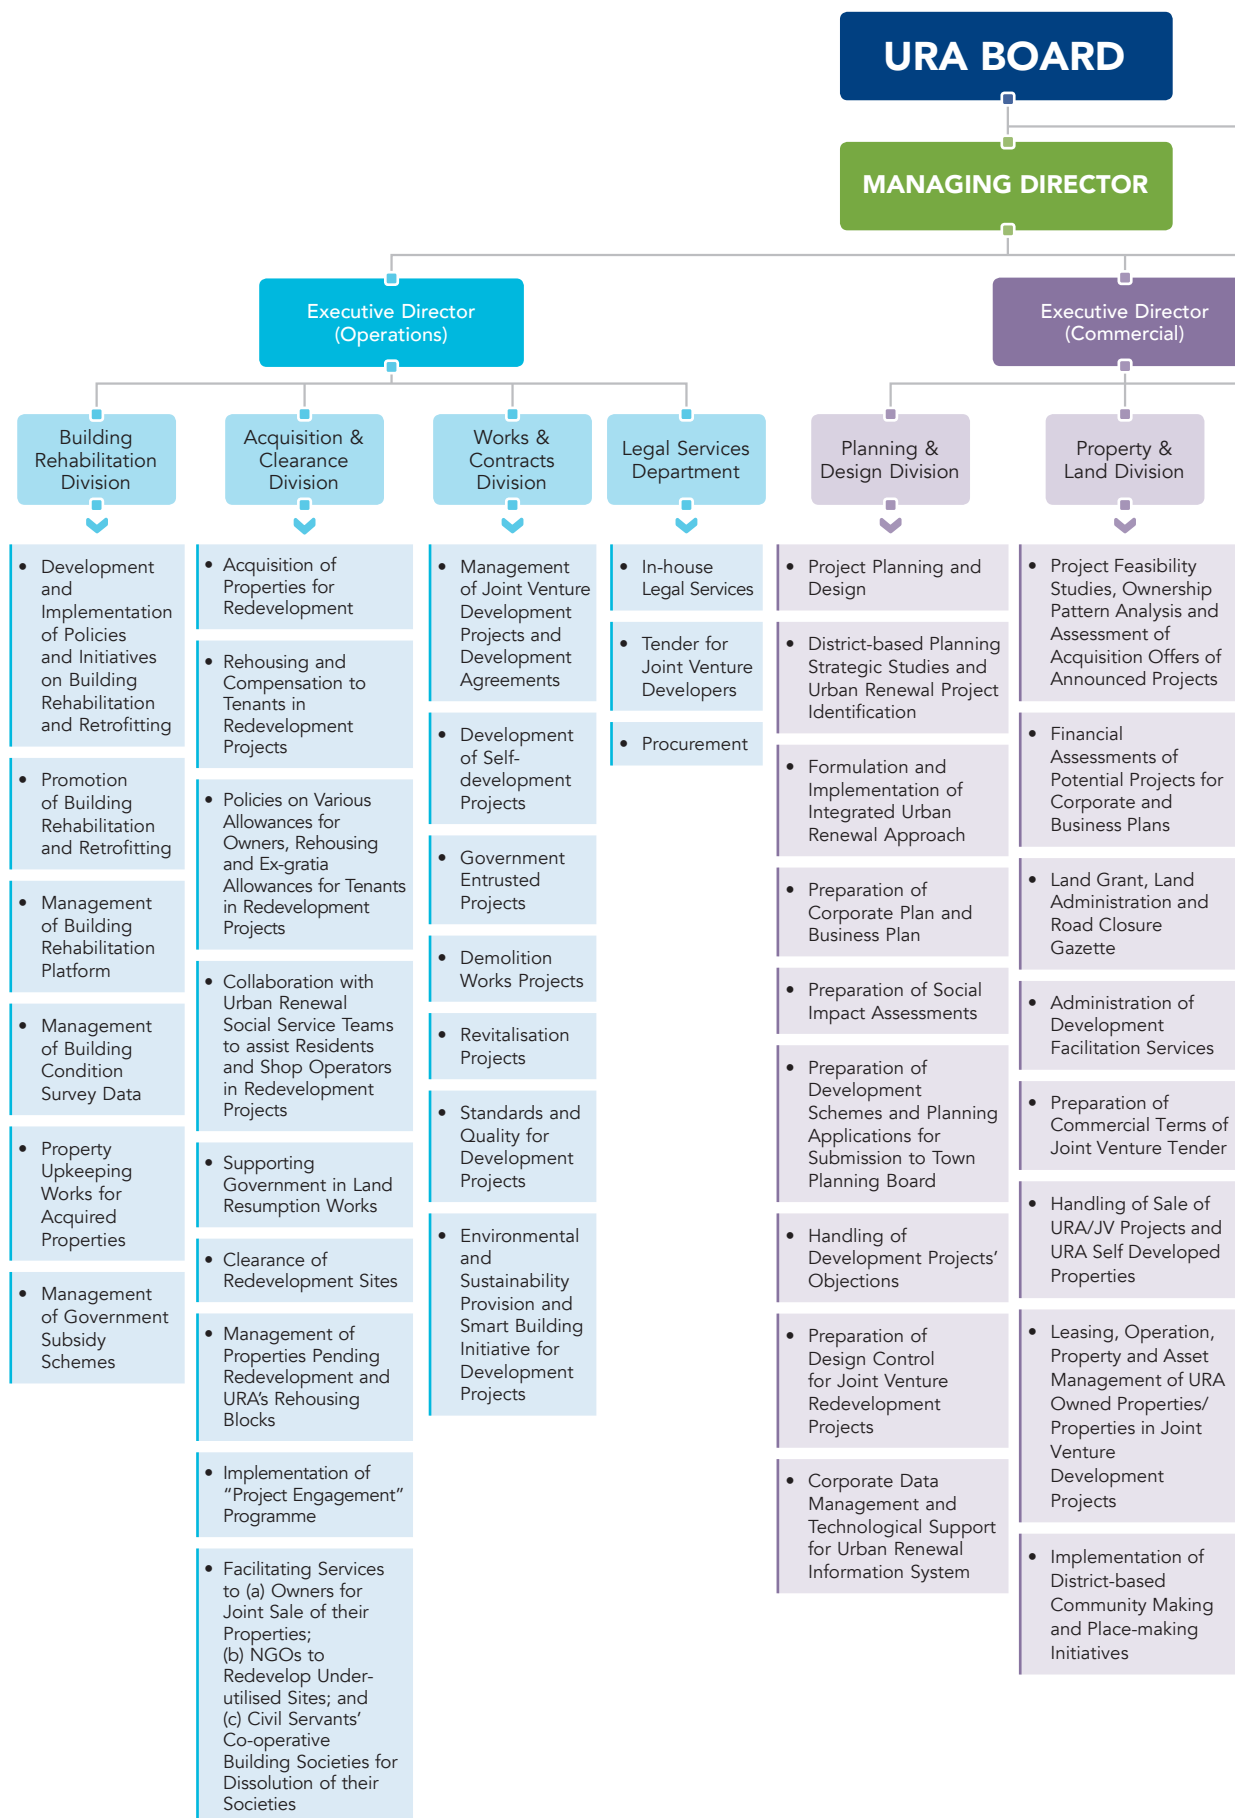 URA BOARD
MANAGING DIRECTOR
Executive Director
(Operations)
Executive Director
(Commercial)
Building
Rehabilitation
Division
Acquisition &
Clearance
Division
Works &
Contracts
Division
Legal Services
Department
Planning &
Design Division
Property &
Land Division
• Development
and
Implementation
of Policies
and Initiatives
on Building
Rehabilitation
and Retrofitting
• Promotion
of Building
Rehabilitation
and Retrofitting
• Management
of Building
Rehabilitation
Platform
• Management
of Building
Condition
Survey Data
• Property
Upkeeping
Works for
Acquired
Properties
• Management
of Government
Subsidy
Schemes
• Acquisition of
Properties for
Redevelopment
• Rehousing and
Compensation to
Tenants in
Redevelopment
Projects
• Policies on Various
Allowances for
Owners, Rehousing
and Ex-gratia
Allowances for Tenants
in Redevelopment
Projects
• Collaboration with
Urban Renewal
Social Service Teams
to assist Residents
and Shop Operators
in Redevelopment
Projects
• Supporting
Government in Land
Resumption Works
• Clearance of
Redevelopment Sites
• Management of
Properties Pending
Redevelopment and
URA's Rehousing
Blocks
• Implementation of
“Project Engagement”
Programme
• Facilitating Services
to (a) Owners for
Joint Sale of their
Properties;
(b) NGOs to
Redevelop Under-
utilised Sites; and
(c) Civil Servants’
Co-operative
Building Societies for
Dissolution of their
Societies
• Management
of Joint Venture
Development
Projects and
Development
Agreements
• Development
of Self-
development
Projects
• Government
Entrusted
Projects
• Demolition
Works Projects
• Revitalisation
Projects
• Standards and
Quality for
Development
Projects
• Environmental
and
Sustainability
Provision and
Smart Building
Initiative for
Development
Projects
• In-house
Legal Services
• Tender for
Joint Venture
Developers
• Procurement
• Project Planning and
Design
• District-based Planning
Strategic Studies and
Urban Renewal Project
Identification
• Formulation and
Implementation of
Integrated Urban
Renewal Approach
• Preparation of
Corporate Plan and
Business Plan
• Preparation of Social
Impact Assessments
• Preparation of
Development
Schemes and Planning
Applications for
Submission to Town
Planning Board
• Handling of
Development Projects’
Objections
• Preparation of
Design Control
for Joint Venture
Redevelopment
Projects
• Corporate Data
Management and
Technological Support
for Urban Renewal
Information System
• Project Feasibility
Studies, Ownership
Pattern Analysis and
Assessment of
Acquisition Offers of
Announced Projects
• Financial
Assessments of
Potential Projects for
Corporate and
Business Plans
• Land Grant, Land
Administration and
Road Closure
Gazette
• Administration of
Development
Facilitation Services
• Preparation of
Commercial Terms of
Joint Venture Tender
• Handling of Sale of
URA/JV Projects and
URA Self Developed
Properties
• Leasing, Operation,
Property and Asset
Management of URA
Owned Properties/
Properties in Joint
Venture
Development
Projects
• Implementation of
District-based
Community Making
and Place-making
Initiatives